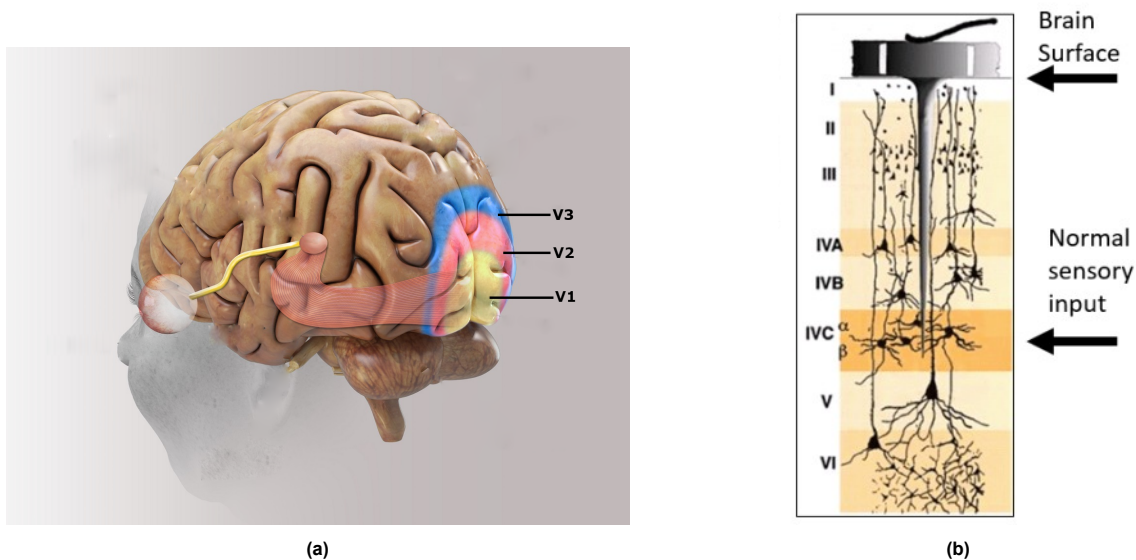 V3
V2
V1
(a)
Brain
Surface
I
II
III
IVA
IVB
IVC α
β
V
VI
Normal
sensory
input
(b)